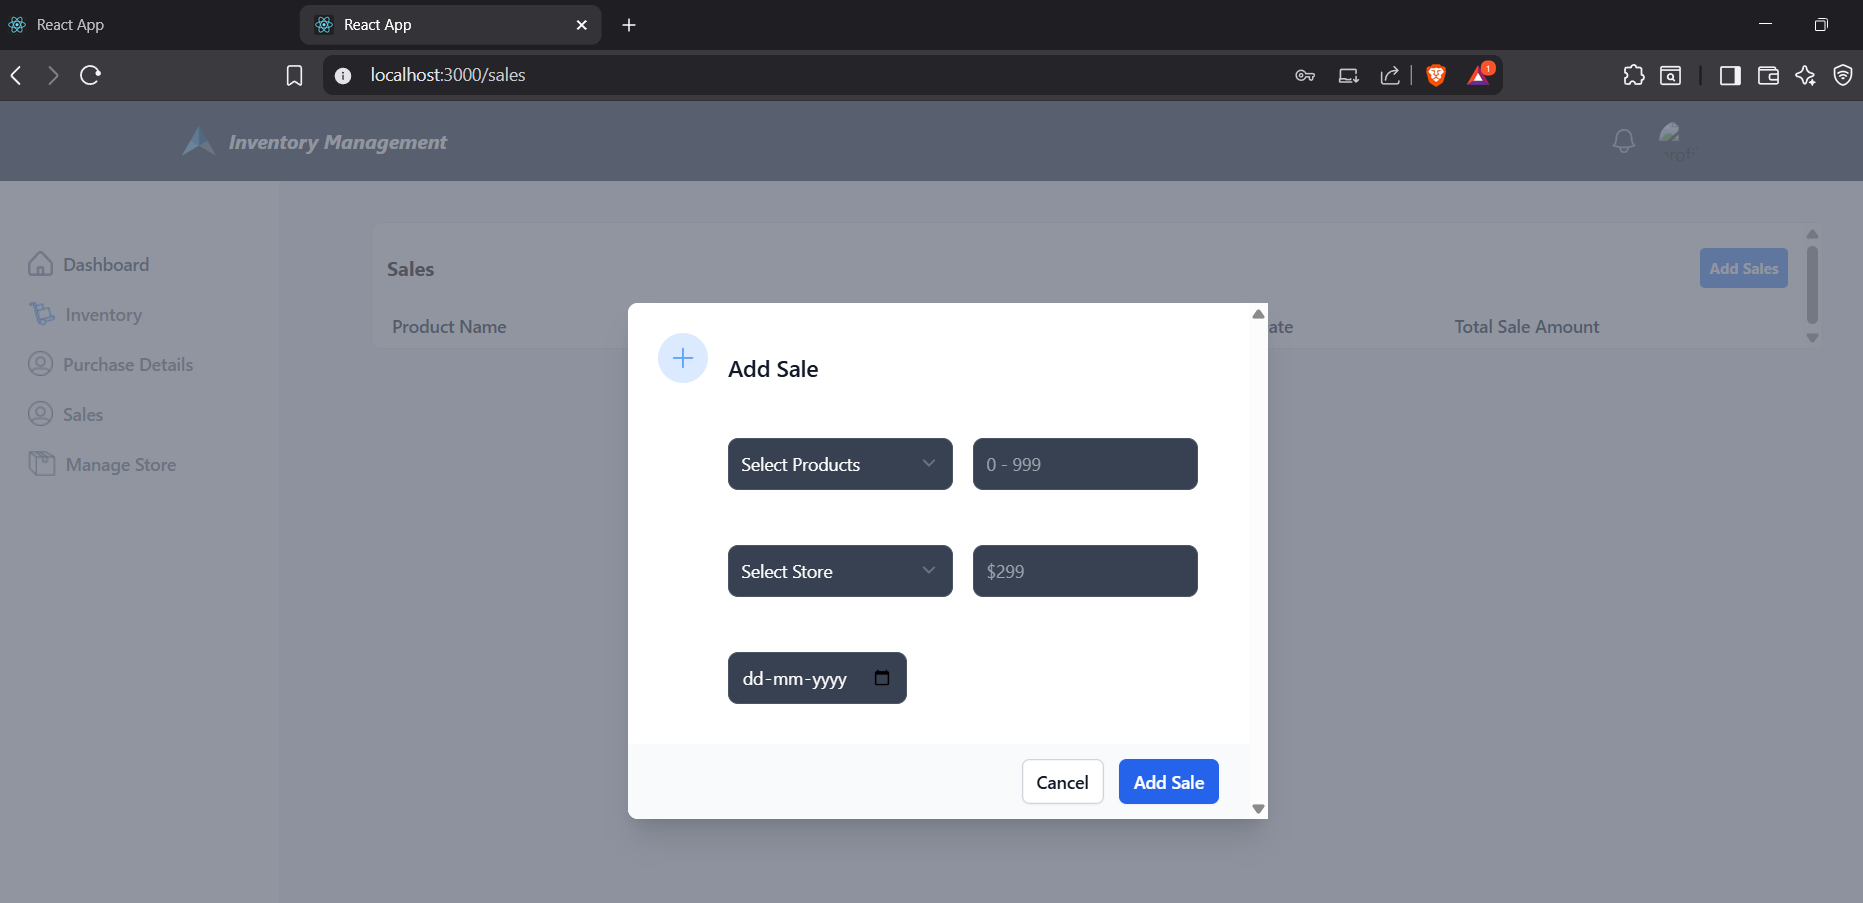 React App
React App
localhost:3000/sales
1
Inventory Management
Dashboard
Inventory
Purchase Details
Sales
Manage Store
Sales
Add Sales
Product Name
ate
Total Sale Amount
Add Sale
Select Products
0 - 999
Select Store
$299
dd-mm-yyyy
Cancel
Add Sale